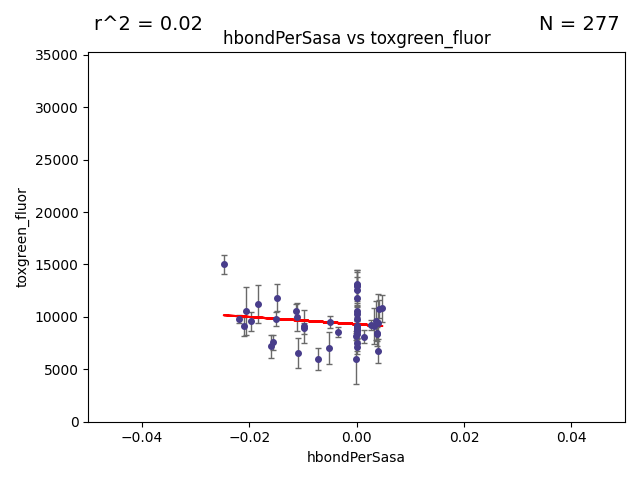 r^2 = 0.02
N = 277
hbondPerSasa vs toxgreen_fluor
35000
30000
25000
20000
15000
10000
5000
0
toxgreen_fluor
−0.04
−0.02
0.00
0.02
0.04
hbondPerSasa